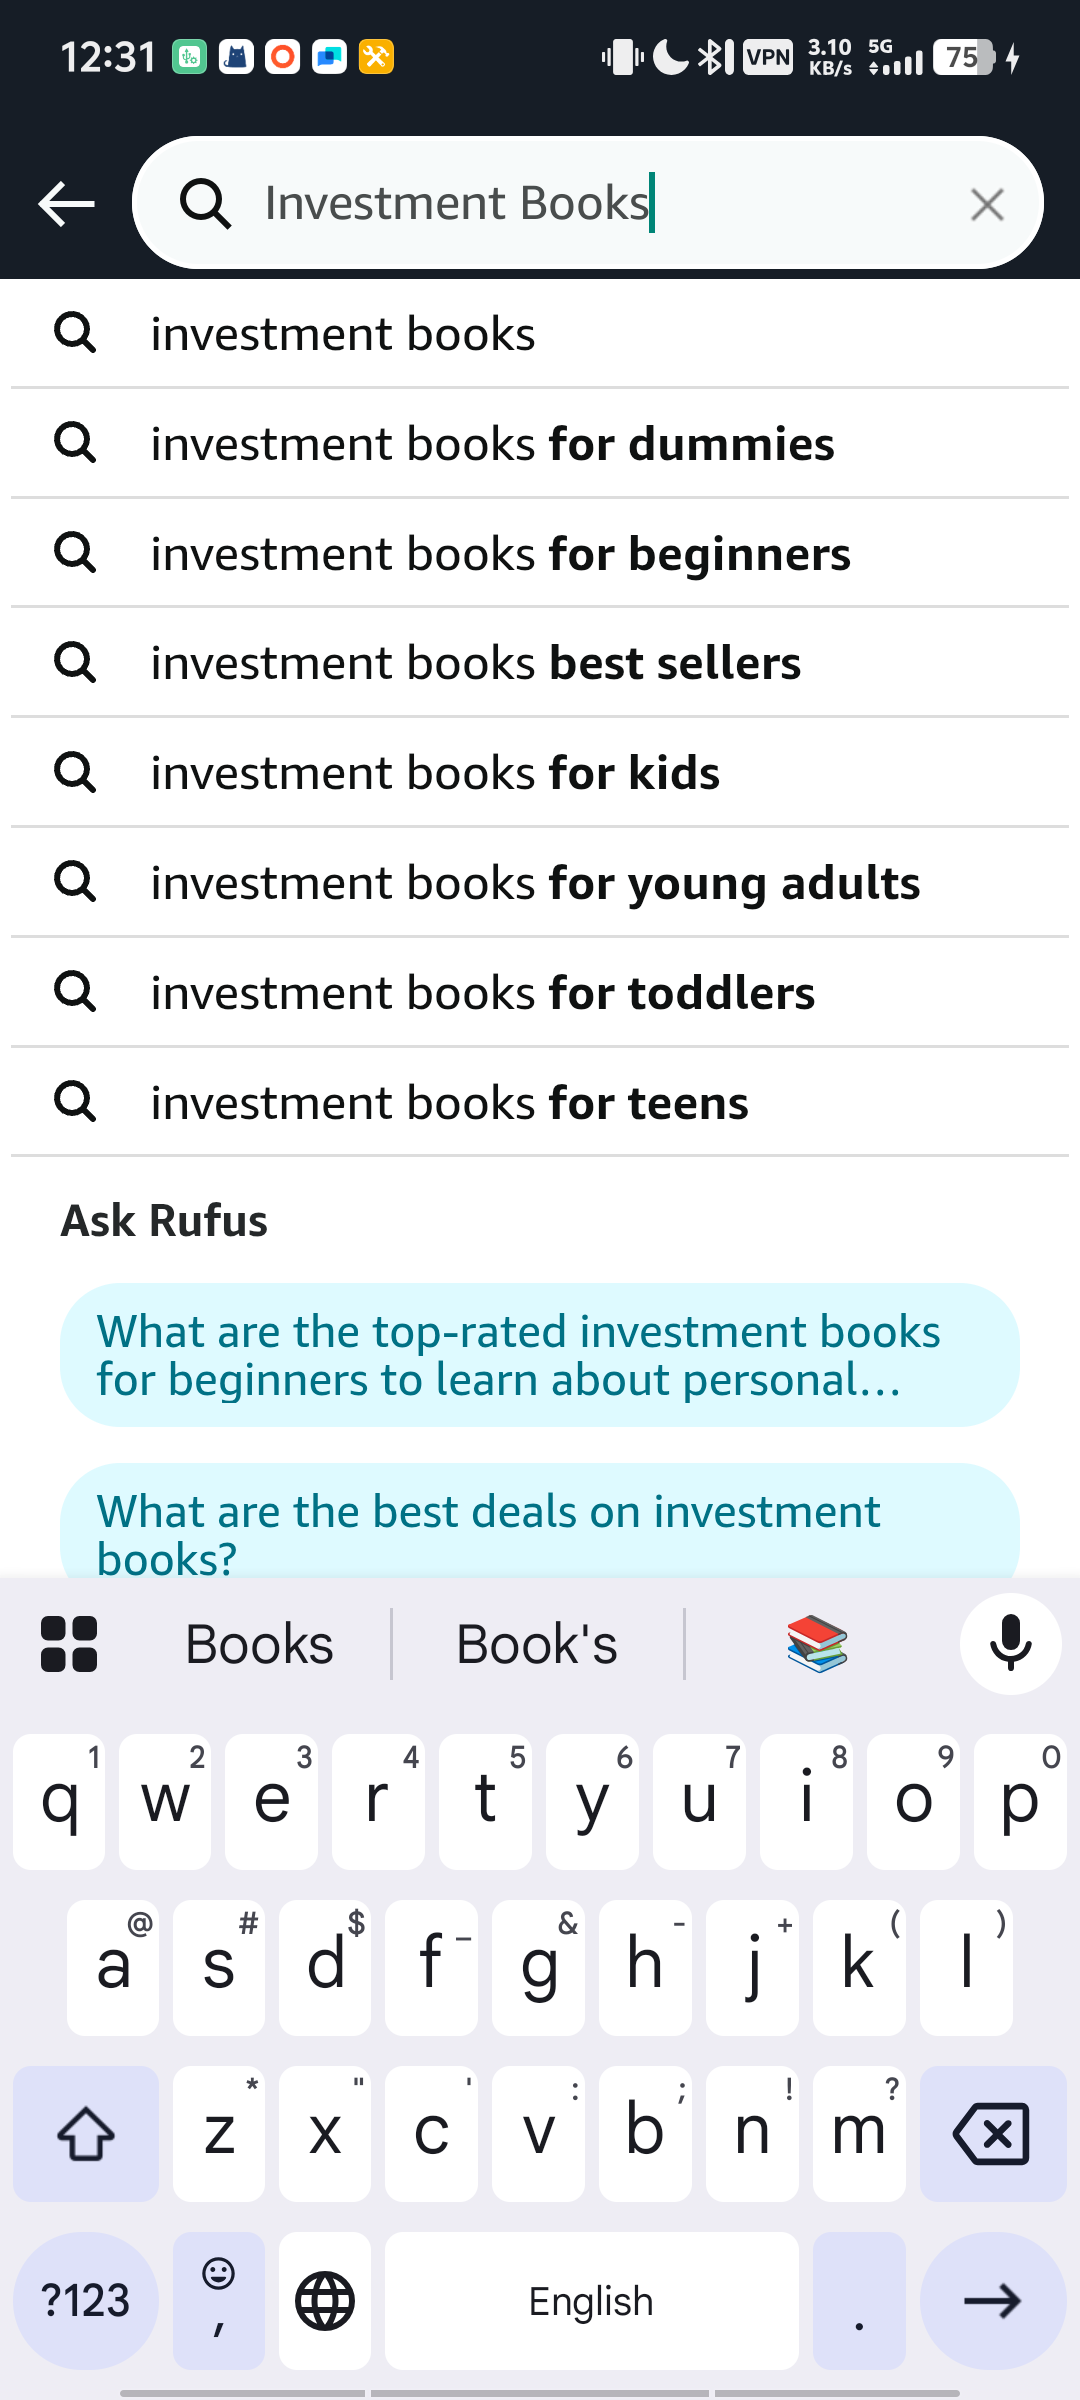 12:31 VPN 3.10 KB/s 5G 75
Investment Books
investment books
investment books for dummies
investment books for beginners
investment books best sellers
investment books for kids
investment books for young adults
investment books for toddlers
investment books for teens
Ask Rufus
What are the top-rated investment books
for beginners to learn about personal...
What are the best deals on investment
books?
Books Book's
1 2 3 4 5 6 7 8 9 0
q w e r t y u i o p
@ # $ _ & - + ( )
a s d f g h j k l
* " ' : ; ! ?
z x c v b n m
?123 , English .